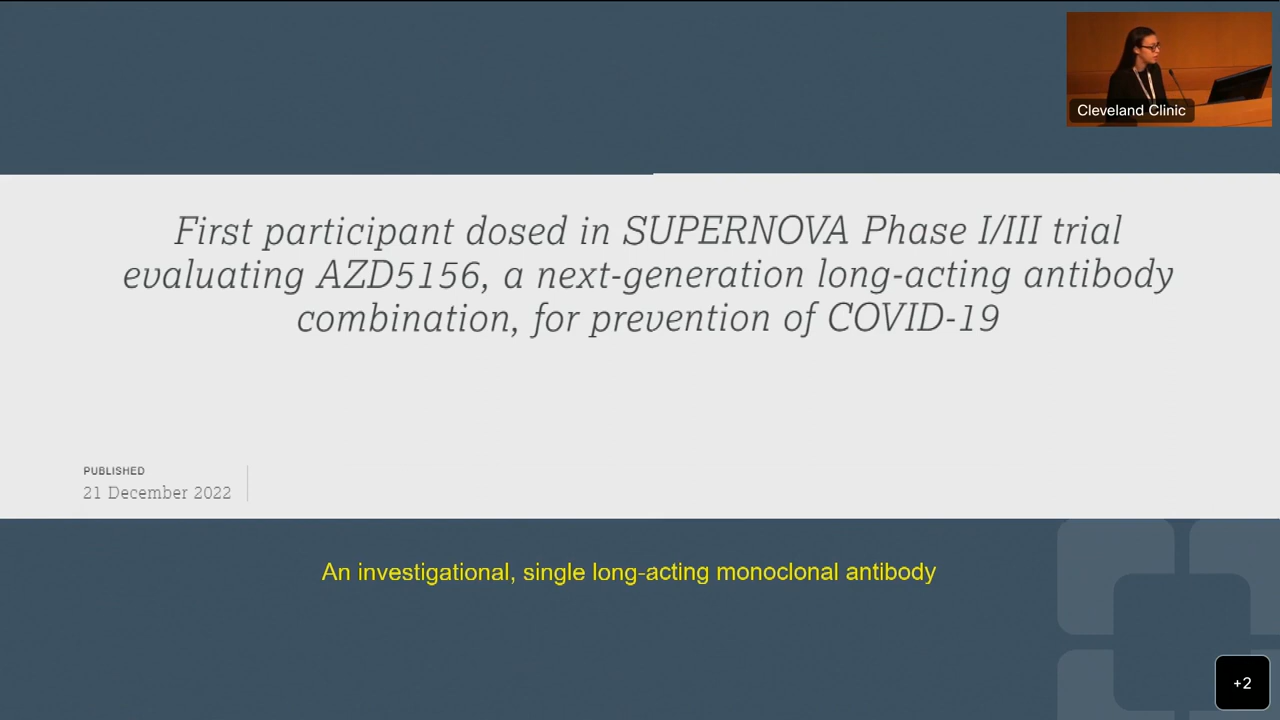 Cleveland Clinic
First participant dosed in SUPERNOVA Phase I/III trial
evaluating AZD5156, a next-generation long-acting antibody
combination, for prevention of COVID-19
PUBLISHED
21 December 2022
An investigational, single long-acting monoclonal antibody
+2